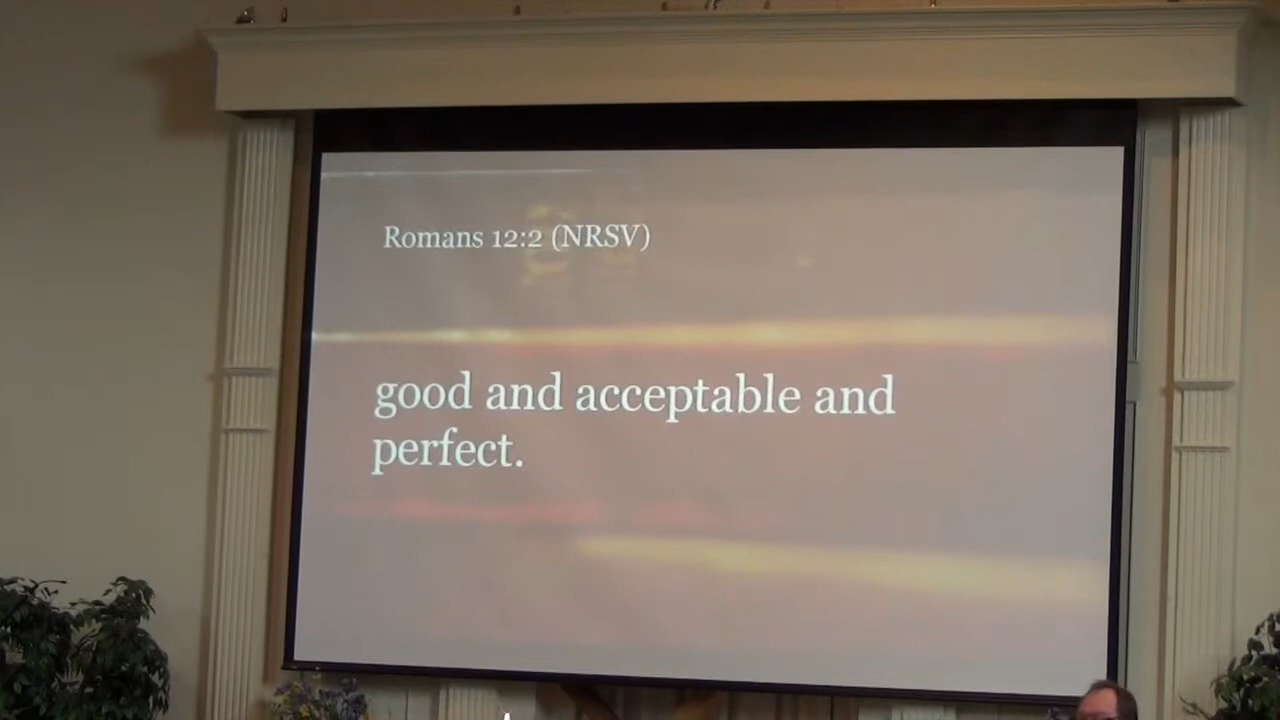 Romans 12:2 (NRSV)
good and acceptable and
perfect.